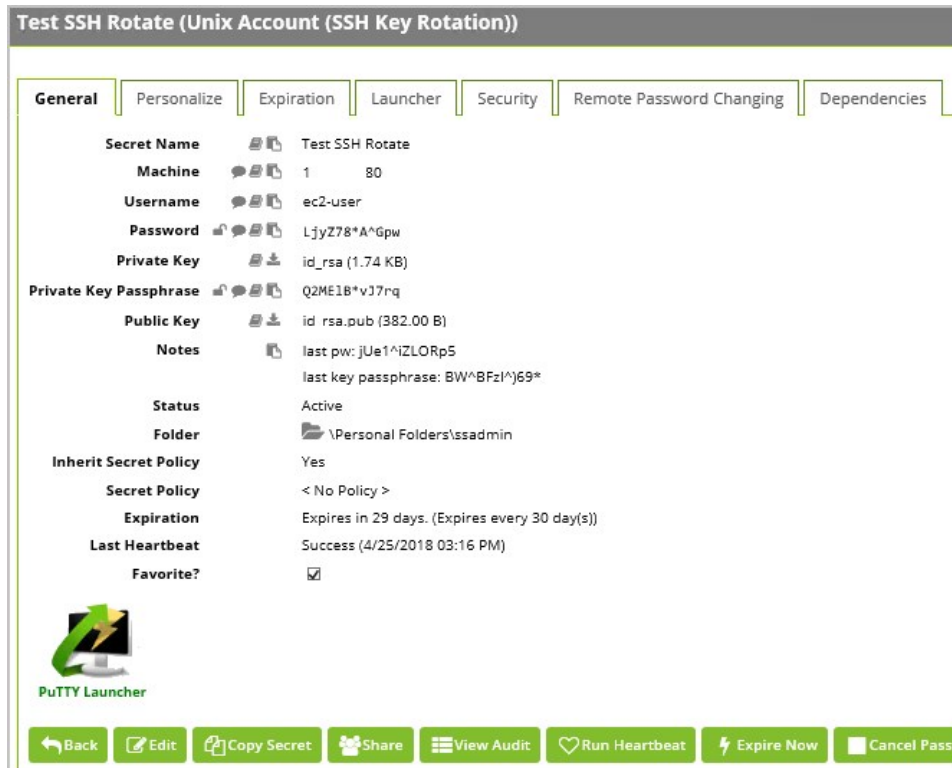 Test SSH Rotate (Unix Account (SSH Key Rotation))
General Personalize Expiration Launcher Security Remote Password Changing Dependencies
Secret Name Test SSH Rotate
Machine 1 80
Username ec2-user
Password LjyZ78*A^Gpw
Private Key id_rsa (1.74 KB)
Private Key Passphrase Q2MElB*vJ7rq
Public Key id_rsa.pub (382.00 B)
Notes last pw: jUe1^iZLORp5
last key passphrase: BW^BFzl^)69*
Status Active
Folder \Personal Folders\ssadmin
Inherit Secret Policy Yes
Secret Policy < No Policy >
Expiration Expires in 29 days. (Expires every 30 day(s))
Last Heartbeat Success (4/25/2018 03:16 PM)
Favorite?
PuTTY Launcher
Back Edit Copy Secret Share View Audit Run Heartbeat Expire Now Cancel Pass